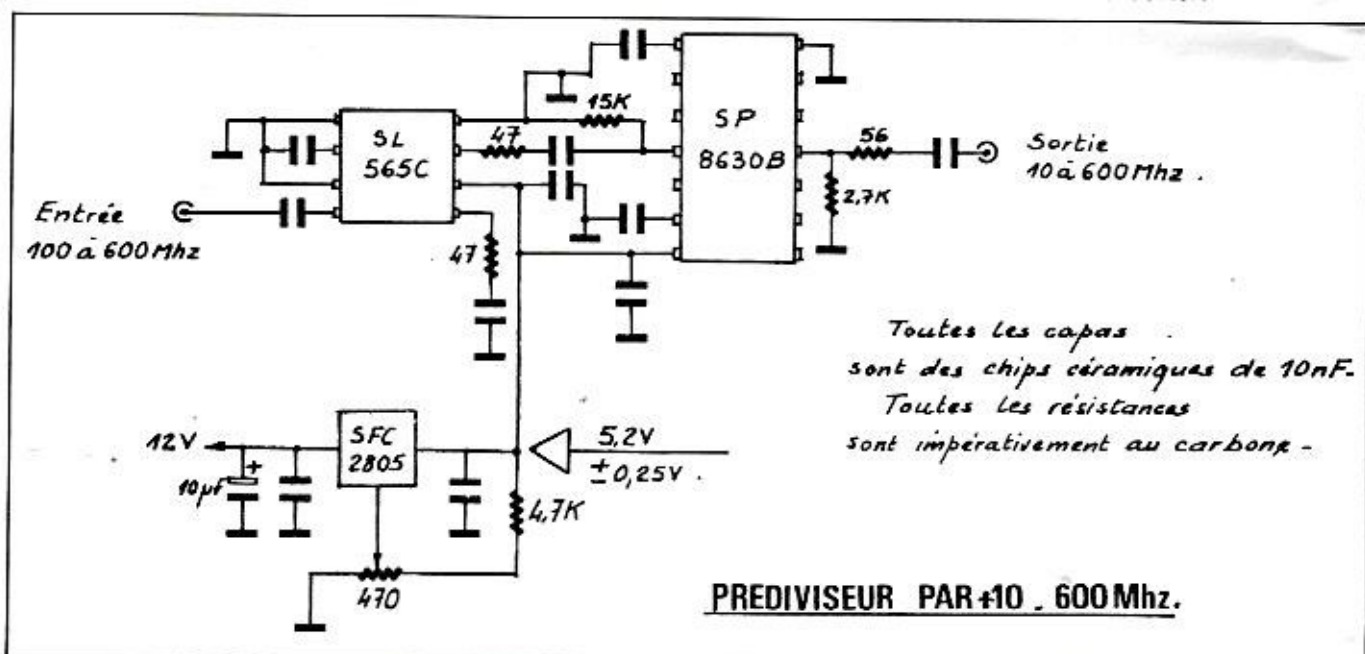 15K
SL
565C
47
SP
8630B
56
Sortie
10 à 600 Mhz.
2,7K
Entrée
100 à 600 Mhz
47
Toutes les capas
sont des chips céramiques de 10nF-
Toutes les résistances
sont impérativement au carbone-
12V
SFC
2805
5,2V
± 0,25V.
+
10µf
4,7K
470
PREDIVISEUR PAR÷10 . 600Mhz.